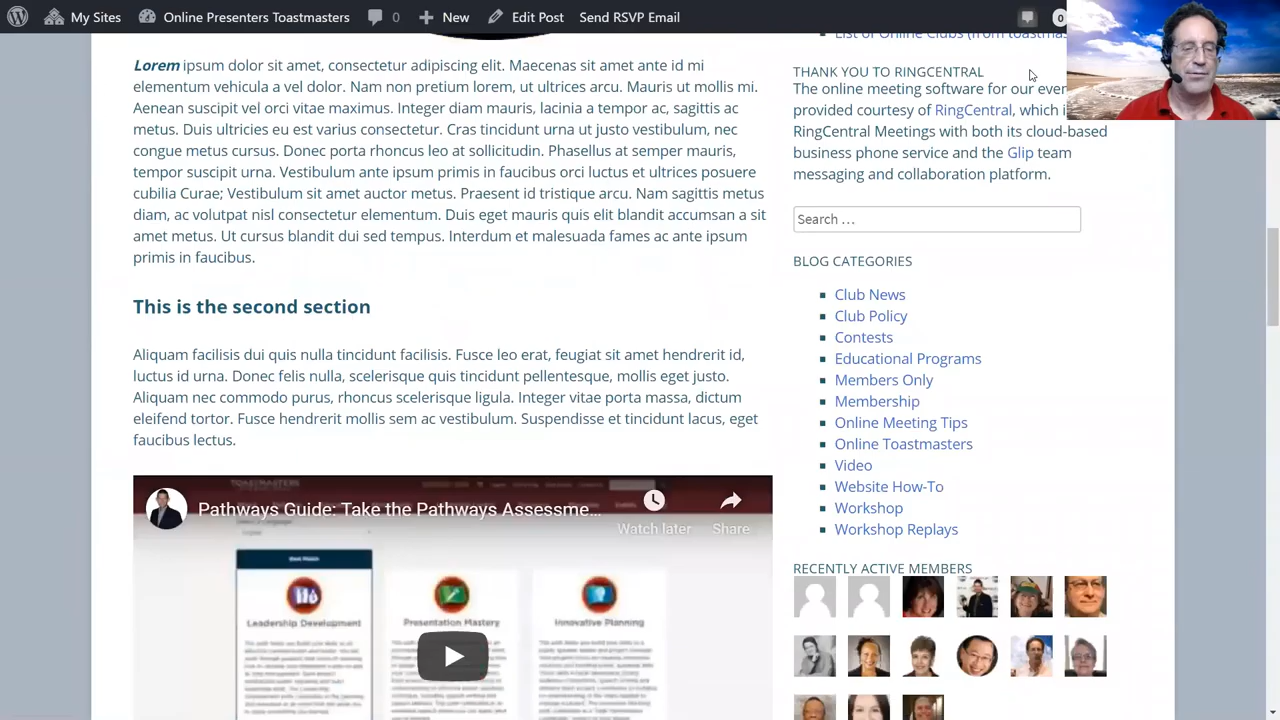 My Sites
Online Presenters Toastmasters
0
New
Edit Post
Send RSVP Email
0
Lorem ipsum dolor sit amet, consectetur adipiscing elit. Maecenas sit amet ante id mi
elementum vehicula a vel dolor. Nam non pretium lorem, ut ultrices arcu. Mauris ut mollis mi.
Aenean suscipit vel orci vitae maximus. Integer diam mauris, lacinia a tempor ac, sagittis ac
metus. Duis ultricies eu est varius consectetur. Cras tincidunt urna ut justo vestibulum, nec
congue metus cursus. Donec porta rhoncus leo at sollicitudin. Phasellus at semper mauris,
tempor suscipit urna. Vestibulum ante ipsum primis in faucibus orci luctus et ultrices posuere
cubilia Curae; Vestibulum sit amet auctor metus. Praesent id tristique arcu. Nam sagittis metus
diam, ac volutpat nisl consectetur elementum. Duis eget mauris quis elit blandit accumsan a sit
amet metus. Ut cursus blandit dui sed tempus. Interdum et malesuada fames ac ante ipsum
primis in faucibus.
This is the second section
Aliquam facilisis dui quis nulla tincidunt facilisis. Fusce leo erat, feugiat sit amet hendrerit id,
luctus id urna. Donec felis nulla, scelerisque quis tincidunt pellentesque, mollis eget justo.
Aliquam nec commodo purus, rhoncus scelerisque ligula. Integer vitae porta massa, dictum
eleifend tortor. Fusce hendrerit mollis sem ac vestibulum. Suspendisse et tincidunt lacus, eget
faucibus lectus.
TOASTMASTERS
Pathways Guide: Take the Pathways Assessme...
Watch later
Share
Leadership Development
Presentation Mastery
Innovative Planning
List of Online Clubs (from toastmas
THANK YOU TO RINGCENTRAL
The online meeting software for our ever
provided courtesy of RingCentral, which i
RingCentral Meetings with both its cloud-based
business phone service and the Glip team
messaging and collaboration platform.
Search …
BLOG CATEGORIES
Club News
Club Policy
Contests
Educational Programs
Members Only
Membership
Online Meeting Tips
Online Toastmasters
Video
Website How-To
Workshop
Workshop Replays
RECENTLY ACTIVE MEMBERS